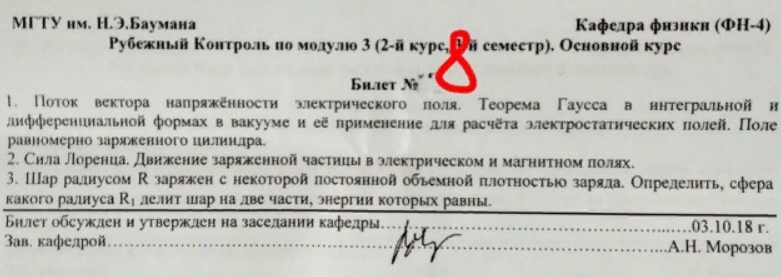 МГТУ им. Н.Э.Баумана Кафедра физики (ФН-4)
Рубежный Контроль по модулю 3 (2-й курс, й семестр). Основной курс
Билет № 8
1. Поток вектора напряжённости электрического поля. Теорема Гаусса в интегральной и
дифференциальной формах в вакууме и её применение для расчёта электростатических полей. Поле
равномерно заряженного цилиндра.
2. Сила Лоренца. Движение заряженной частицы в электрическом и магнитном полях.
3. Шар радиусом R заряжен с некоторой постоянной объемной плотностью заряда. Определить, сфера
какого радиуса R₁ делит шар на две части, энергии которых равны.
Билет обсужден и утвержден на заседании кафедры……………………………………03.10.18 г.
Зав. кафедрой……………………………………………………………………А.Н. Морозов